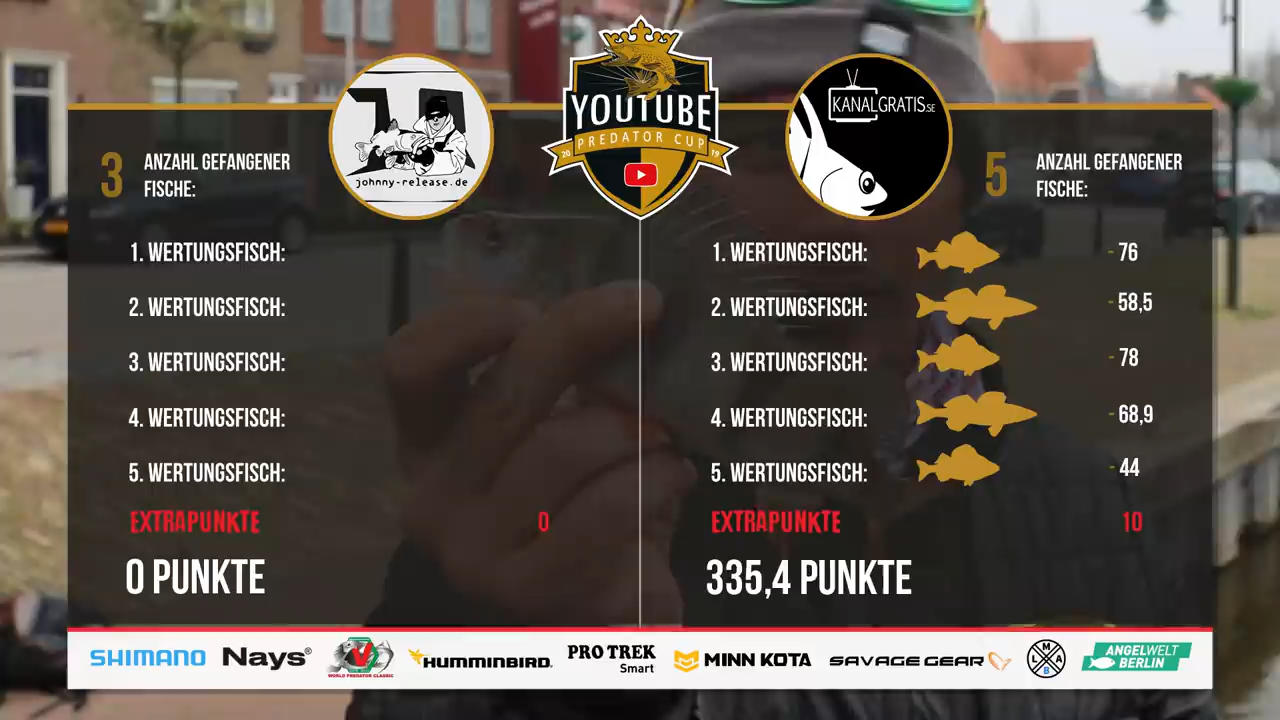 YOUTUBE
PREDATOR CUP
20 19
johnny-release.de
KANALGRATIS.SE
3 ANZAHL GEFANGENER
FISCHE:
1. WERTUNGSFISCH:
2. WERTUNGSFISCH:
3. WERTUNGSFISCH:
4. WERTUNGSFISCH:
5. WERTUNGSFISCH:
EXTRAPUNKTE 0
0 PUNKTE
5 ANZAHL GEFANGENER
FISCHE:
1. WERTUNGSFISCH: - 76
2. WERTUNGSFISCH: - 58,5
3. WERTUNGSFISCH: - 78
4. WERTUNGSFISCH: - 68,9
5. WERTUNGSFISCH: - 44
EXTRAPUNKTE 10
335,4 PUNKTE
SHIMANO
Nays®
WORLD PREDATOR CLASSIC
HUMMINBIRD.
PRO TREK
Smart
MINN KOTA
SAVAGE GEAR
M
L A
B
ANGELWELT
BERLIN